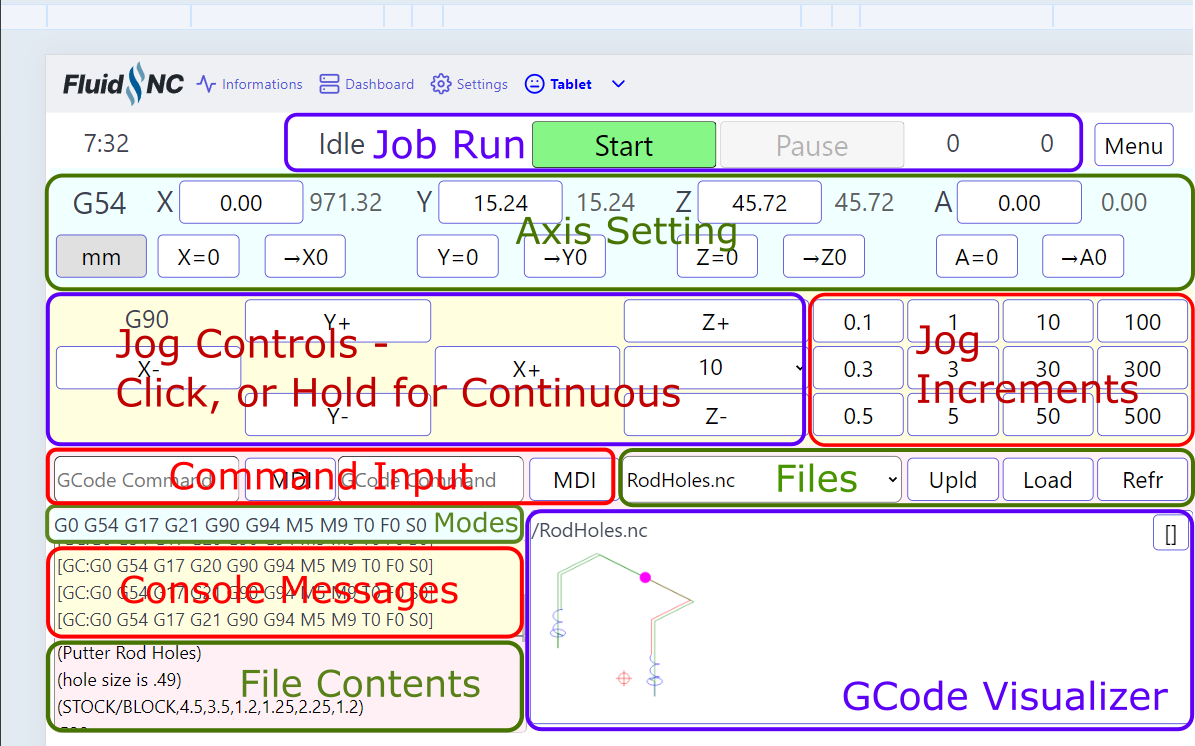 FluidNC Informations Dashboard Settings Tablet
7:32 Idle Job Run Start Pause 0 0 Menu
G54 X 0.00 971.32 Y 15.24 15.24 Z 45.72 45.72 A 0.00 0.00
Axis Setting
mm X=0 →X0 Y=0 →Y0 Z=0 →Z0 A=0 →A0
G90 Y+ Z+ 0.1 1 10 100
Jog Controls -
Jog
X- X+ 10 0.3 3 30 300
Click, or Hold for Continuous
Increments
Y- Z- 0.5 5 50 500
GCode Command MDI GCode Command MDI RodHoles.nc Upld Load Refr
Command Input
Files
G0 G54 G17 G21 G90 G94 M5 M9 T0 F0 S0 Modes
/RodHoles.nc []
[GC:G0 G54 G17 G20 G90 G94 M5 M9 T0 F0 S0]
[GC:G0 G54 G17 G21 G90 G94 M5 M9 T0 F0 S0]
Console Messages
[GC:G0 G54 G17 G21 G90 G94 M5 M9 T0 F0 S0]
(Putter Rod Holes)
(hole size is .49)
File Contents
(STOCK/BLOCK,4.5,3.5,1.2,1.25,2.25,1.2)
GCode Visualizer